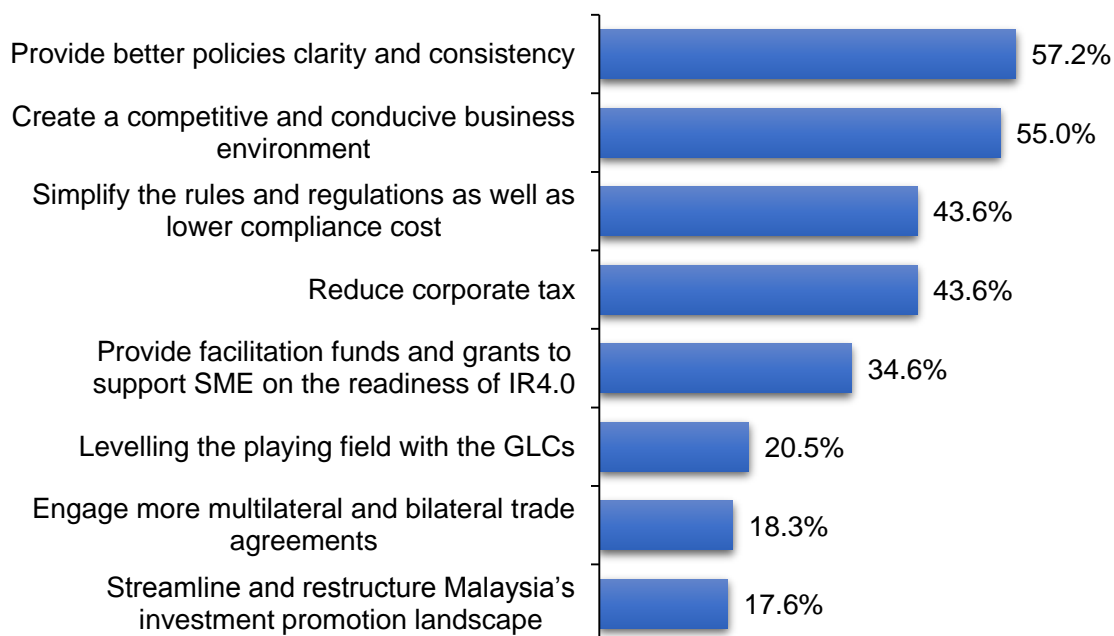 Provide better policies clarity and consistency
57.2%
Create a competitive and conducive business
environment
55.0%
Simplify the rules and regulations as well as
lower compliance cost
43.6%
Reduce corporate tax
43.6%
Provide facilitation funds and grants to
support SME on the readiness of IR4.0
34.6%
Levelling the playing field with the GLCs
20.5%
Engage more multilateral and bilateral trade
agreements
18.3%
Streamline and restructure Malaysia’s
investment promotion landscape
17.6%